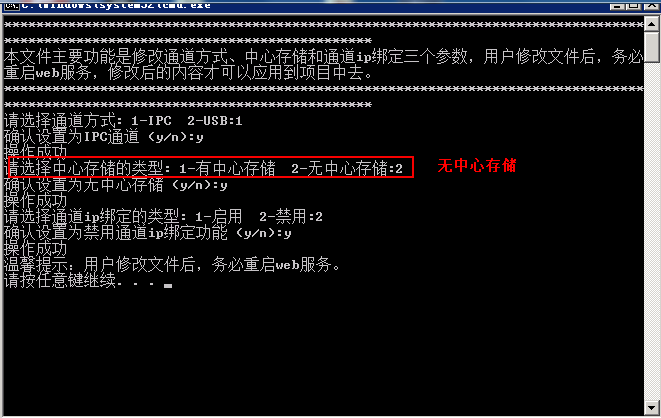 C:\Windows\system32\cmd.exe
********************************************************************************
**********************************************
本文件主要功能是修改通道方式、中心存储和通道ip绑定三个参数，用户修改文件后，务必
重启web服务，修改后的内容才可以应用到项目中去。
********************************************************************************
**********************************************
请选择通道方式：1-IPC  2-USB:1
确认设置为IPC通道 (y/n):y
操作成功
请选择中心存储的类型：1-有中心存储  2-无中心存储:2
无中心存储
确认设置为无中心存储 (y/n):y
操作成功
请选择通道ip绑定的类型：1-启用  2-禁用:2
确认设置为禁用通道ip绑定功能 (y/n):y
操作成功
温馨提示：用户修改文件后，务必重启web服务。
请按任意键继续. . .